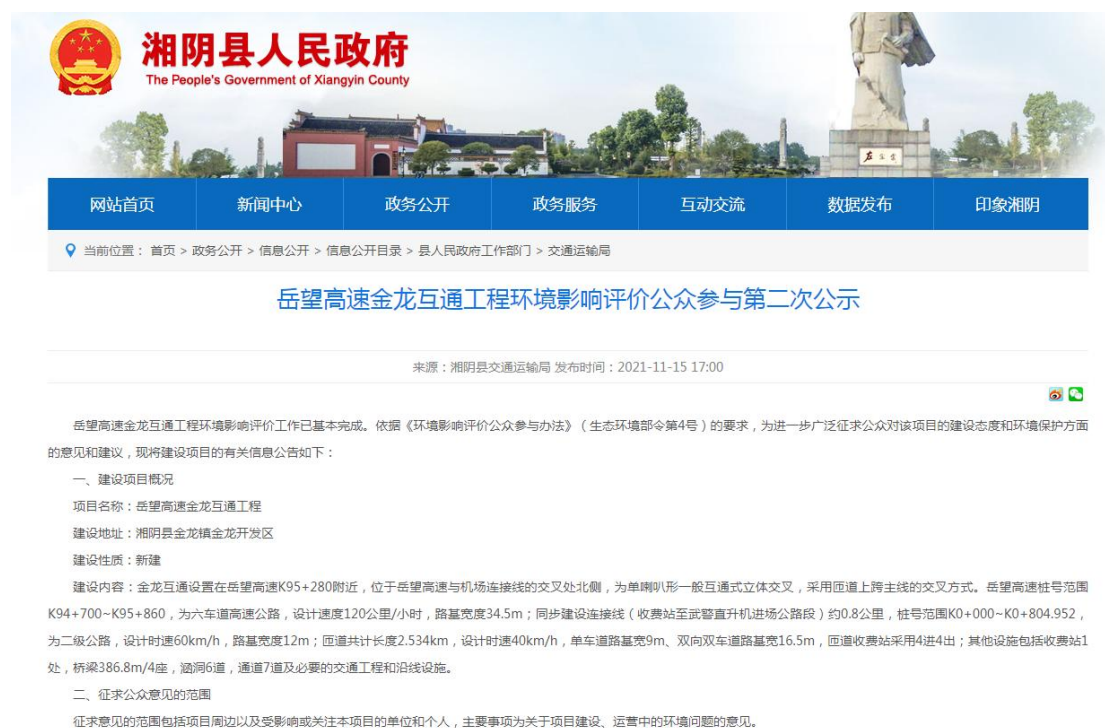 湘阴县人民政府
The People's Government of Xiangyin County
网站首页 新闻中心 政务公开 政务服务 互动交流 数据发布 印象湘阴
当前位置： 首页 > 政务公开 > 信息公开 > 信息公开目录 > 县人民政府工作部门 > 交通运输局
岳望高速金龙互通工程环境影响评价公众参与第二次公示
来源：湘阴县交通运输局 发布时间：2021-11-15 17:00
岳望高速金龙互通工程环境影响评价工作已基本完成。依据《环境影响评价公众参与办法》（生态环境部令第4号）的要求，为进一步广泛征求公众对该项目的建设态度和环境保护方面
的意见和建议，现将建设项目的有关信息公告如下：
一、建设项目概况
项目名称：岳望高速金龙互通工程
建设地址：湘阴县金龙镇金龙开发区
建设性质：新建
建设内容：金龙互通设置在岳望高速K95+280附近，位于岳望高速与机场连接线的交叉处北侧，为单喇叭形一般互通式立体交叉，采用匝道上跨主线的交叉方式。岳望高速桩号范围
K94+700~K95+860，为六车道高速公路，设计速度120公里/小时，路基宽度34.5m；同步建设连接线（收费站至武警直升机进场公路段）约0.8公里，桩号范围K0+000~K0+804.952，
为二级公路，设计时速60km/h，路基宽度12m；匝道共计长度2.534km，设计时速40km/h，单车道路基宽9m、双向双车道路基宽16.5m，匝道收费站采用4进4出；其他设施包括收费站1
处，桥梁386.8m/4座，涵洞6道，通道7道及必要的交通工程和沿线设施。
二、征求公众意见的范围
征求意见的范围包括项目周边以及受影响或关注本项目的单位和个人，主要事项为关于项目建设、运营中的环境问题的意见。